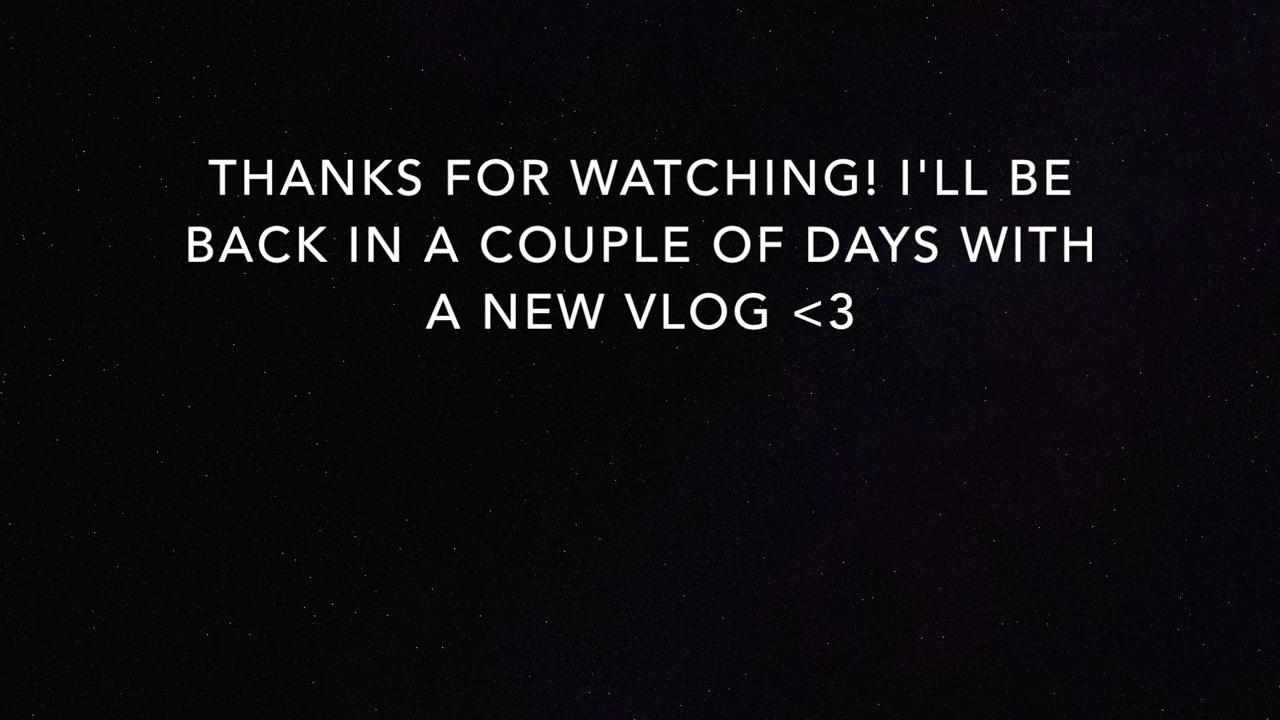 THANKS FOR WATCHING! I'LL BE
BACK IN A COUPLE OF DAYS WITH
A NEW VLOG <3